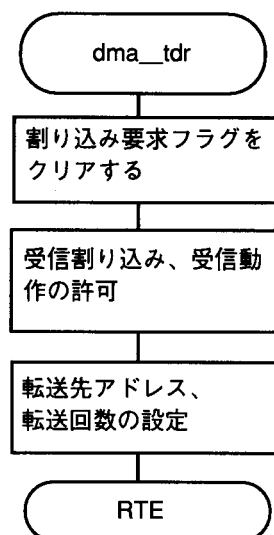 dma__tdr
割り込み要求フラグを
クリアする
受信割り込み、受信動
作の許可
転送先アドレス、
転送回数の設定
RTE